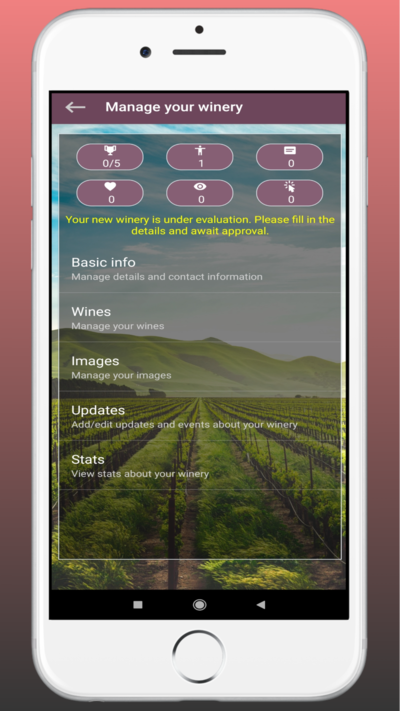 Manage your winery
0/5
1
0
0
0
0
Your new winery is under evaluation. Please fill in the
details and await approval.
Basic info
Manage details and contact information
Wines
Manage your wines
Images
Manage your images
Updates
Add/edit updates and events about your winery
Stats
View stats about your winery